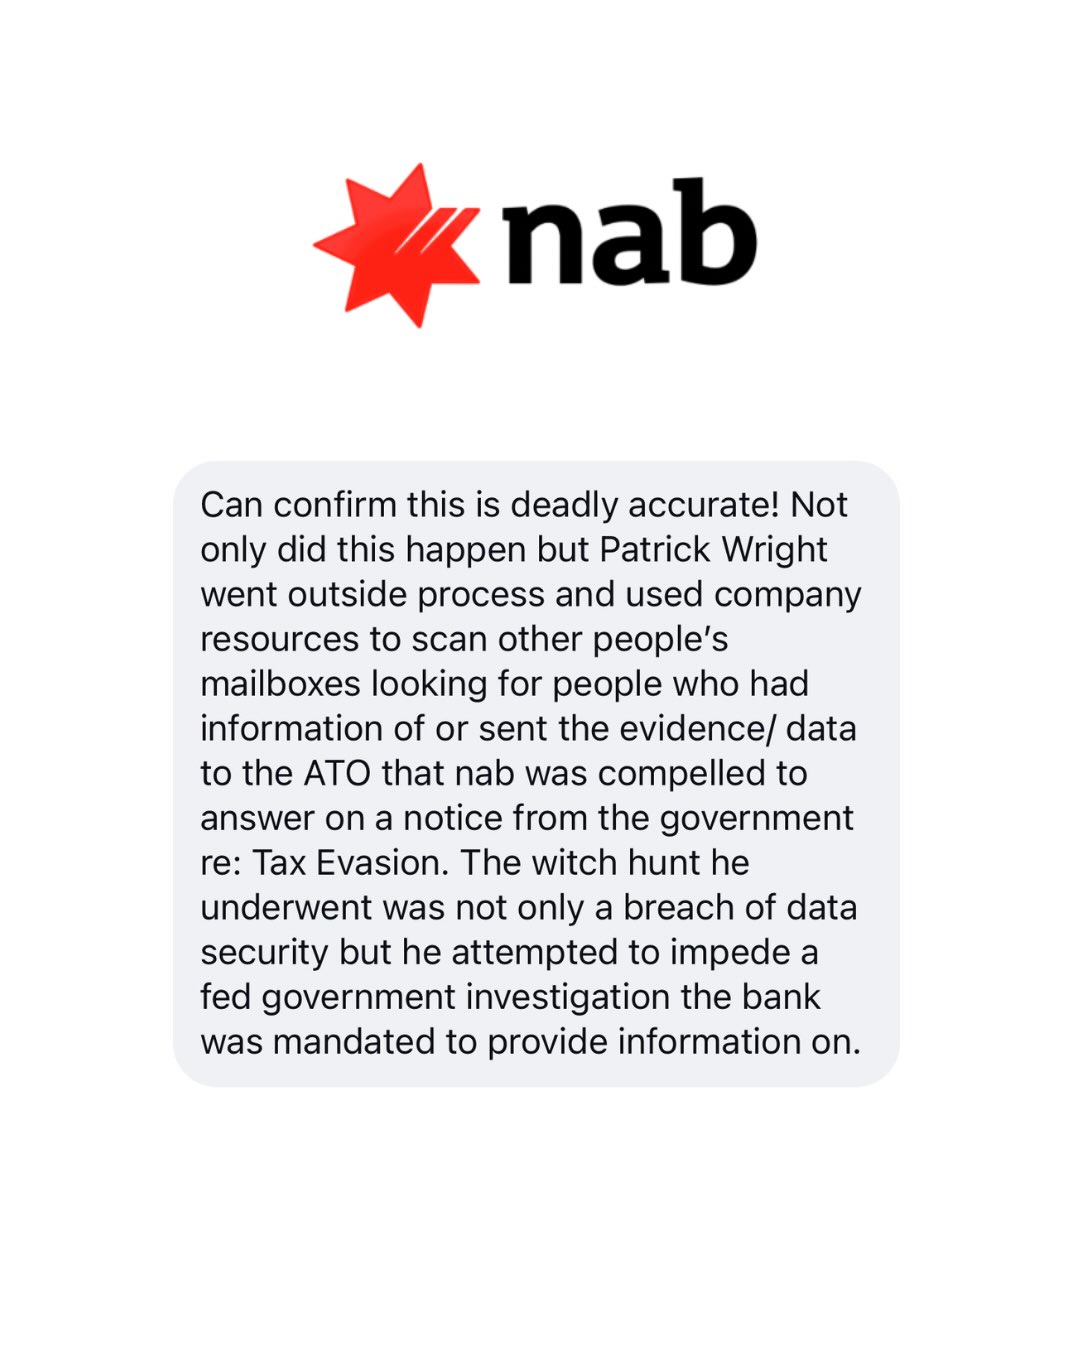 nab
Can confirm this is deadly accurate! Not
only did this happen but Patrick Wright
went outside process and used company
resources to scan other people’s
mailboxes looking for people who had
information of or sent the evidence/ data
to the ATO that nab was compelled to
answer on a notice from the government
re: Tax Evasion. The witch hunt he
underwent was not only a breach of data
security but he attempted to impede a
fed government investigation the bank
was mandated to provide information on.